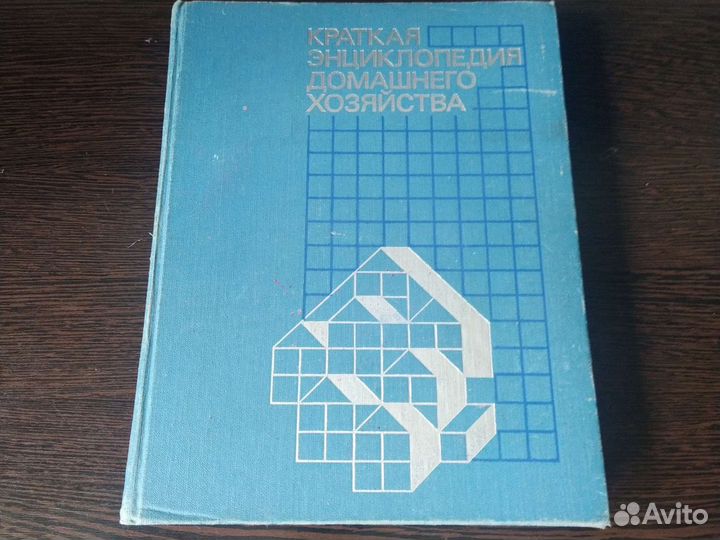 КРАТКАЯ
ЭНЦИКЛОПЕДИЯ
ДОМАШНЕГО
ХОЗЯЙСТВА
Avito